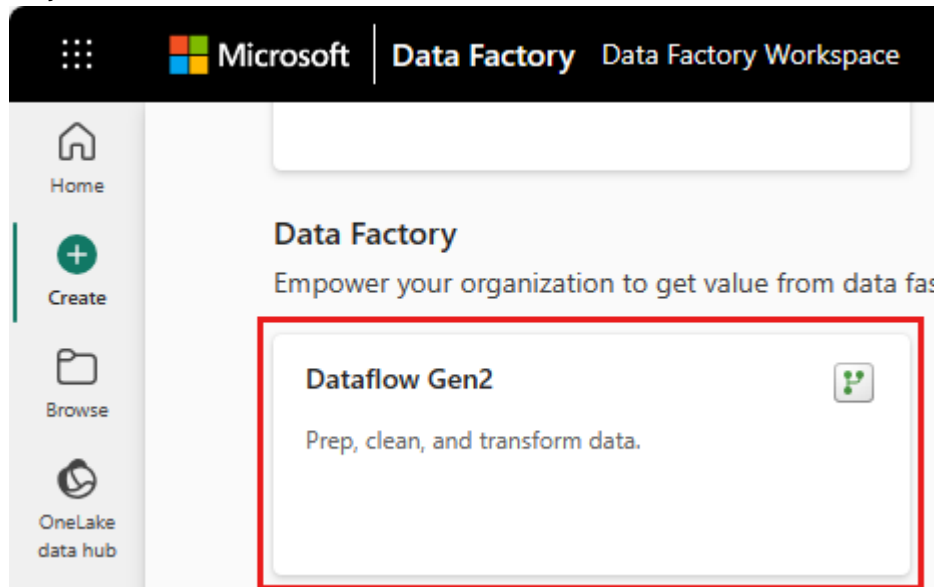 Microsoft Data Factory Data Factory Workspace
Home
Create
Browse
OneLake
data hub
Data Factory
Empower your organization to get value from data
Dataflow Gen2
Prep, clean, and transform data.